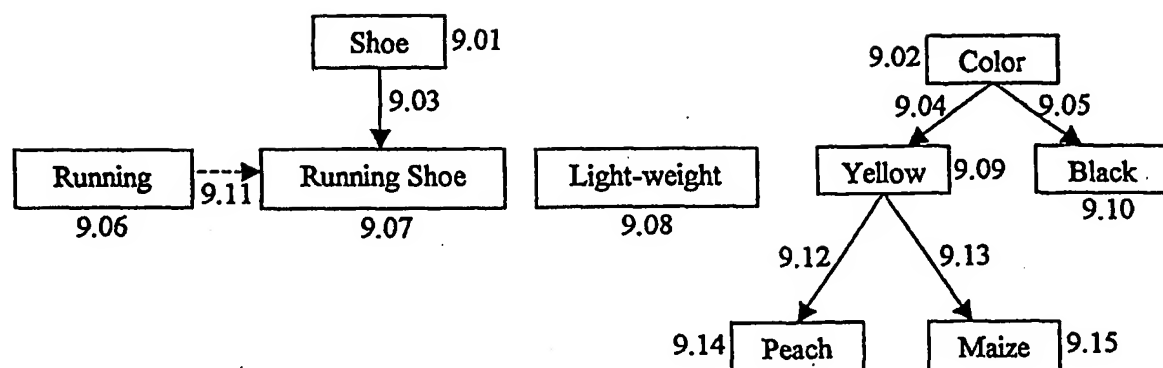 Shoe 9.01
9.02 Color
9.03
9.04 9.05
Running Running Shoe Light-weight Yellow 9.09 Black
9.11
9.06 9.07 9.08 9.10
9.12 9.13
9.14 Peach Maize 9.15